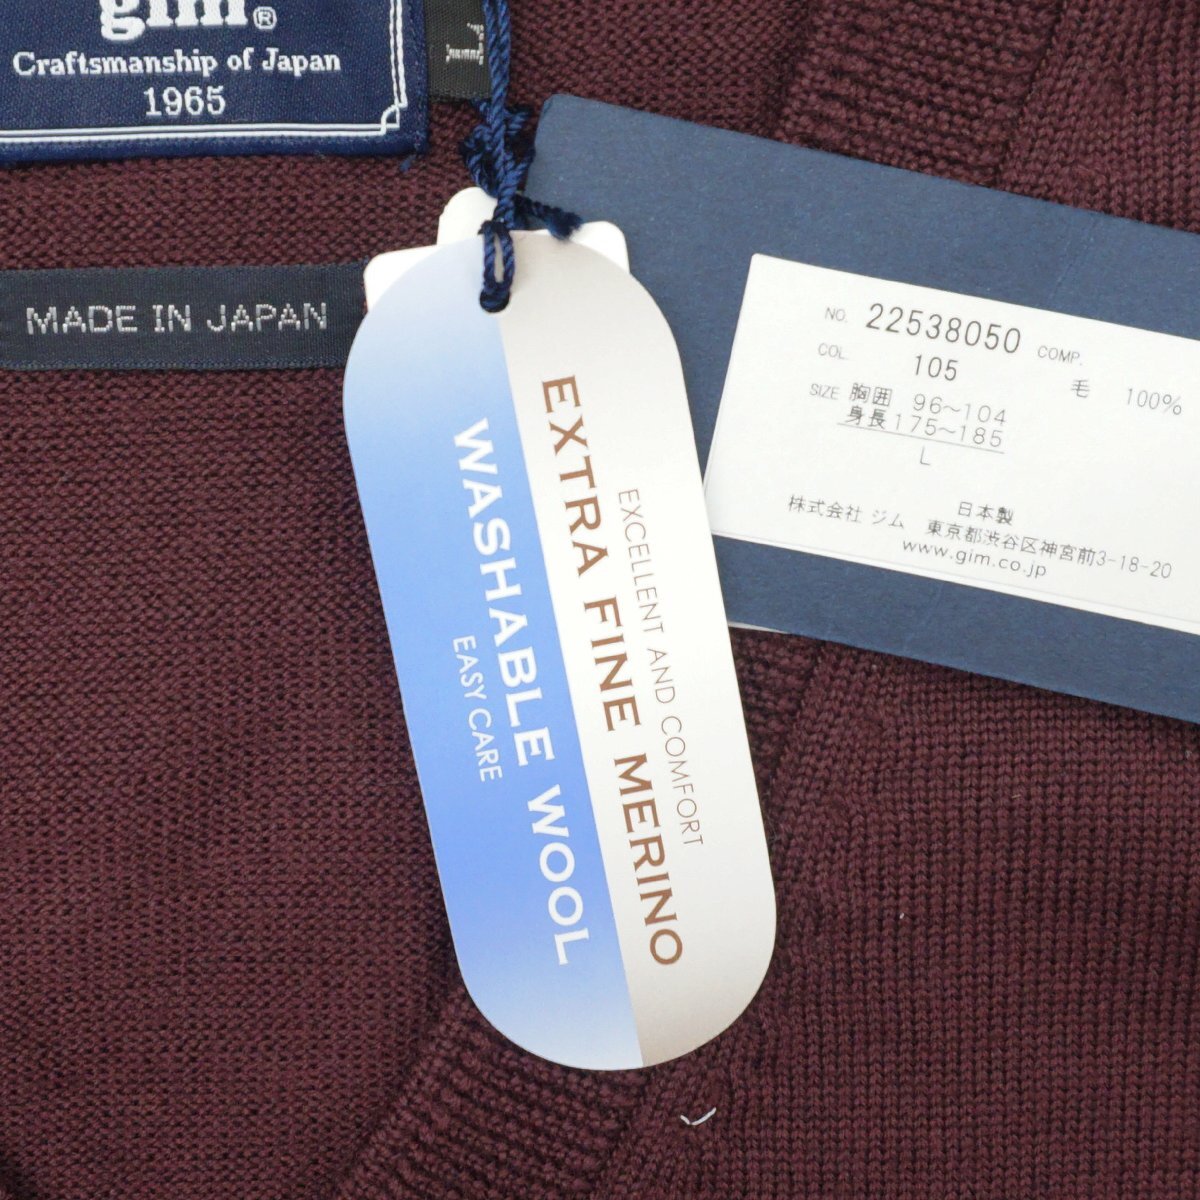 gim®
Craftsmanship of Japan
1965
L
MADE IN JAPAN
EXCELLENT AND COMFORT
EXTRA FINE MERINO
WASHABLE WOOL
EASY CARE
NO. 22538050
COL. 105
COMP.
毛 100%
SIZE 胸囲 96〜104
身長 175〜185
L
日本製
株式会社 ジム 東京都渋谷区神宮前3-18-20
www.gim.co.jp